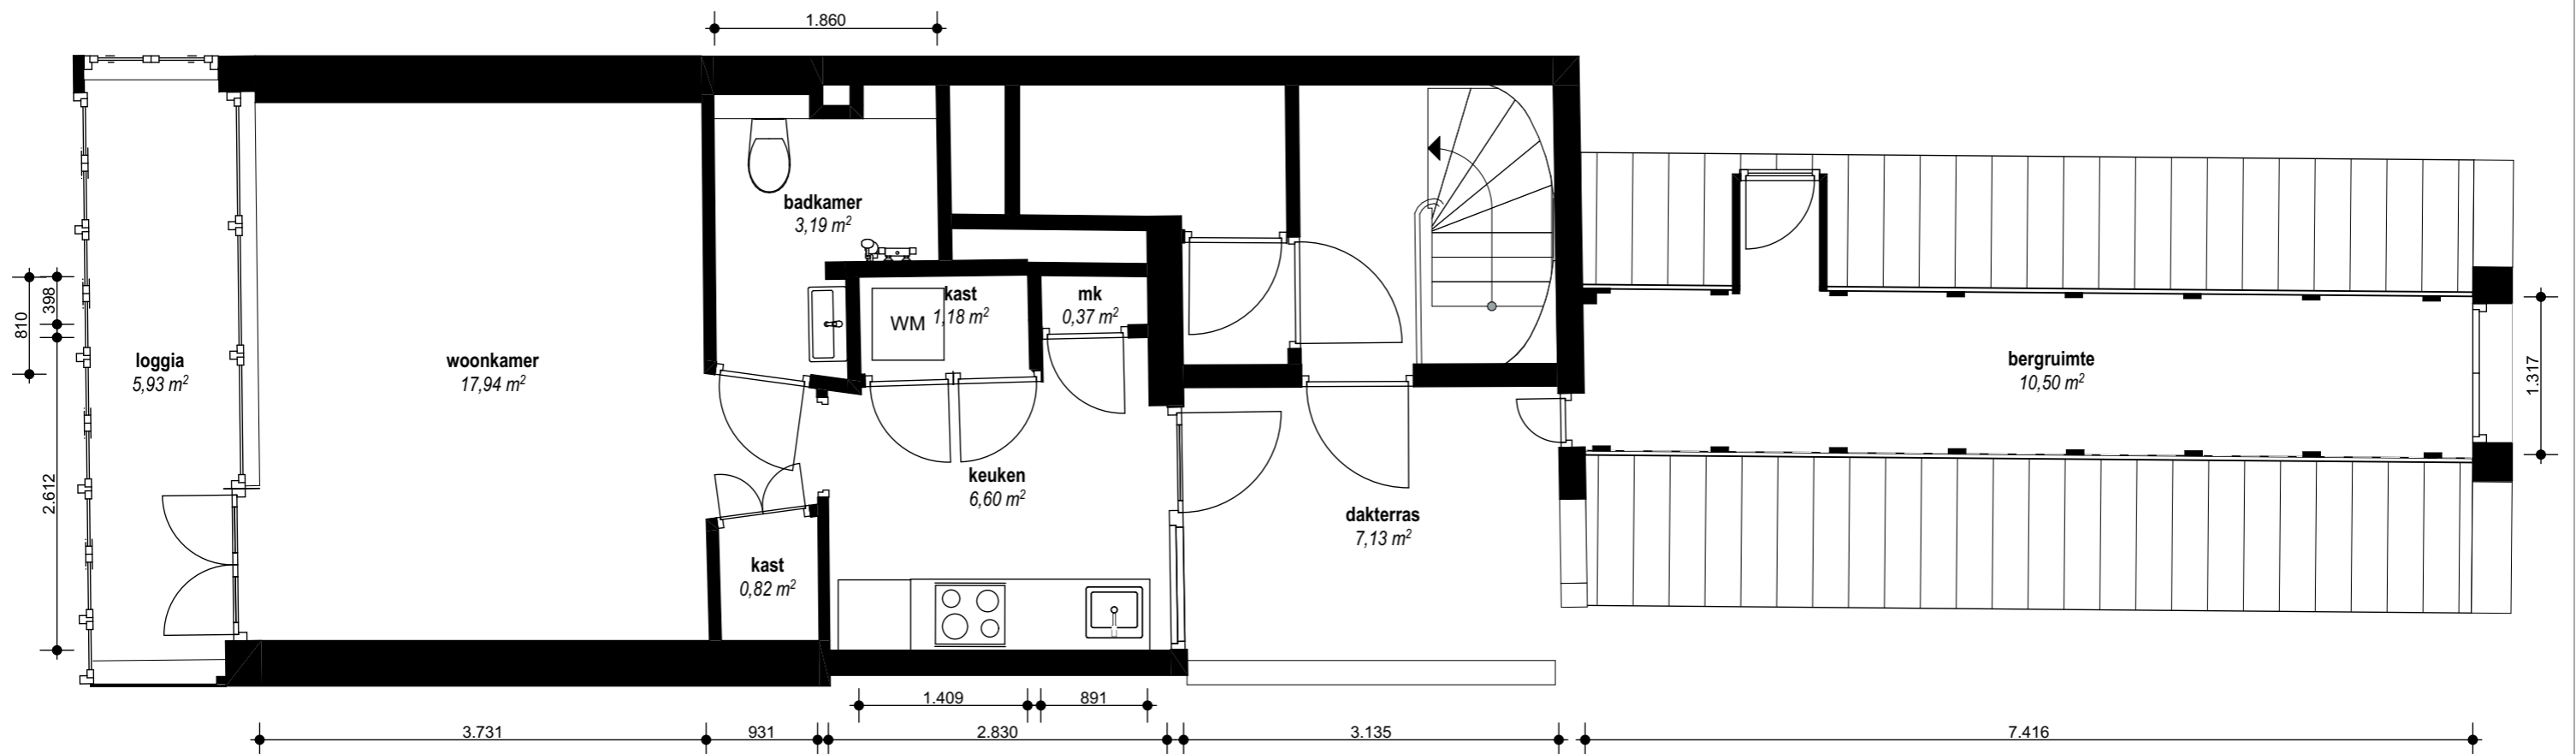 1.860
badkamer
3,19 m²
kast
1,18 m²
WM
mk
0,37 m²
398
810
2.612
loggia
5,93 m²
woonkamer
17,94 m²
keuken
6,60 m²
kast
0,82 m²
dakterras
7,13 m²
bergruimte
10,50 m²
1.317
1.409
891
3.731
931
2.830
3.135
7.416